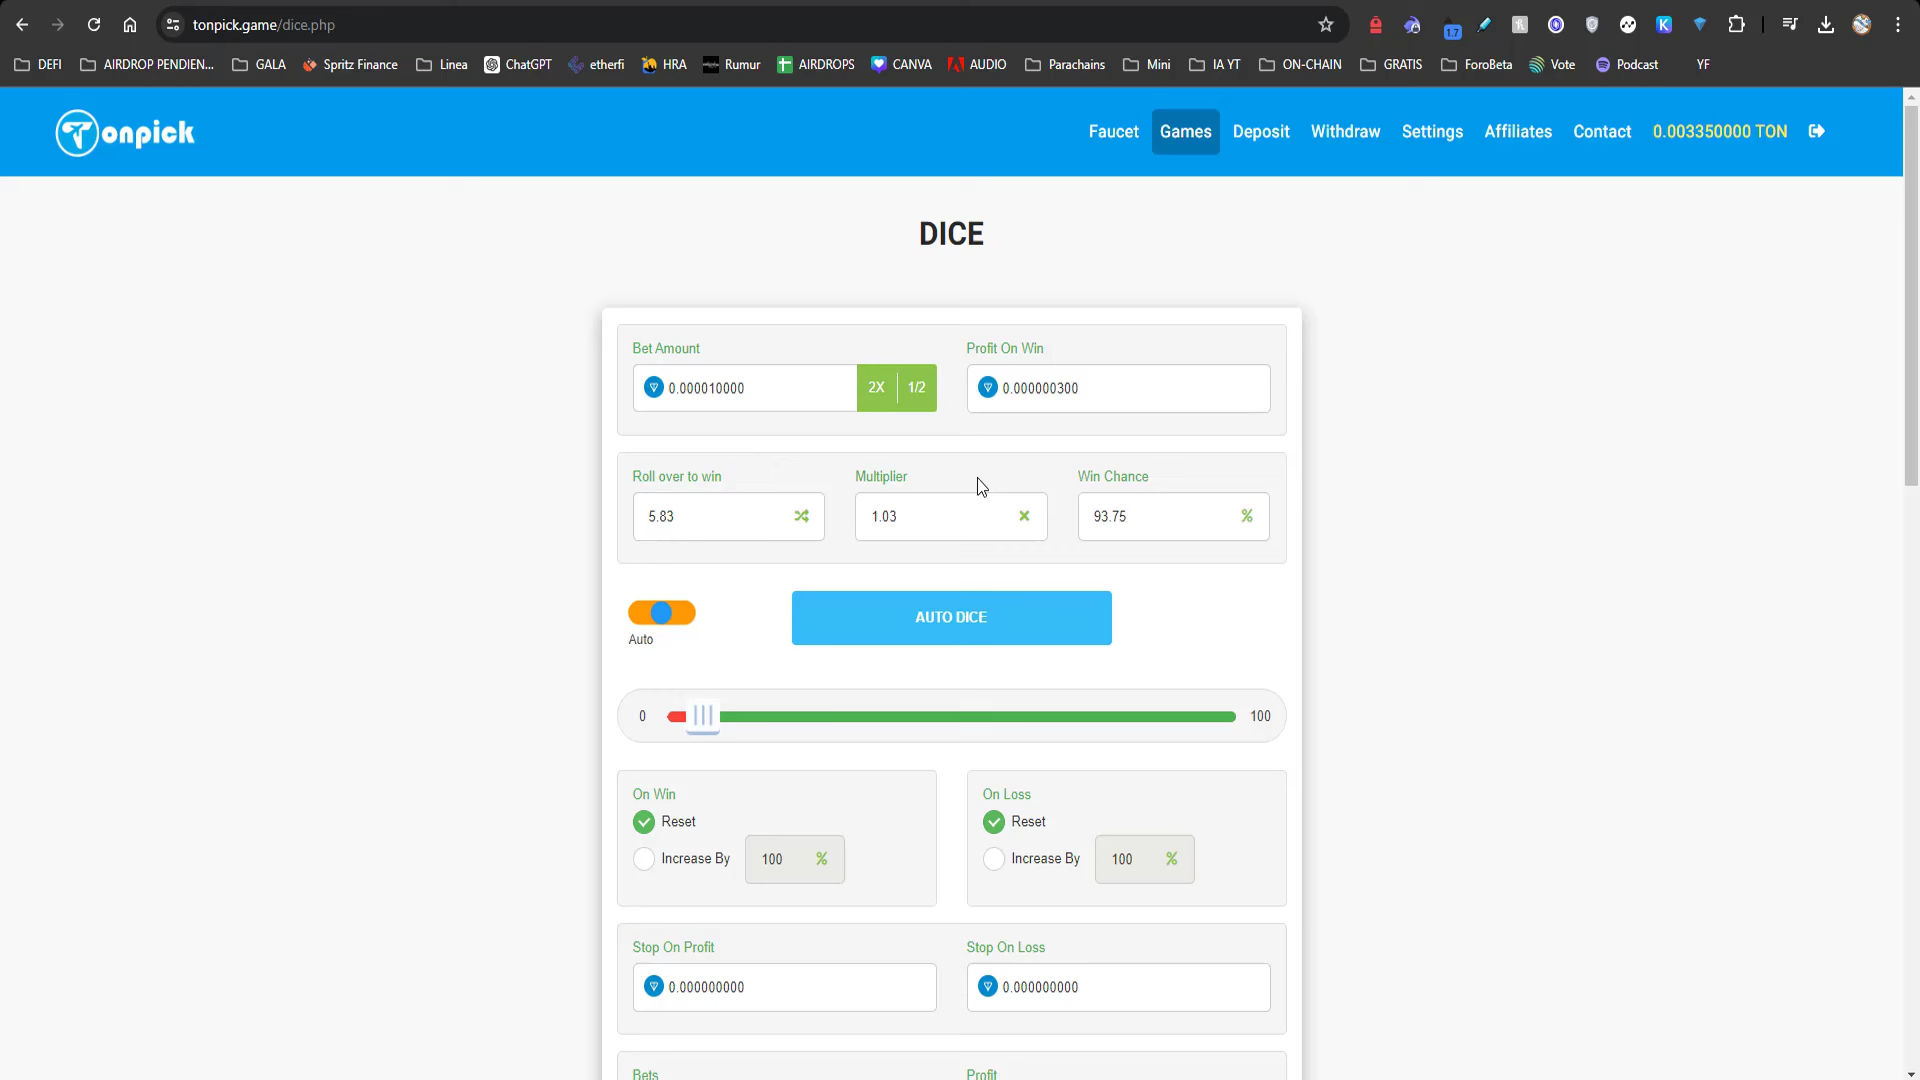 tonpick.game/dice.php
1.7
DEFI
AIRDROP PENDIEN...
GALA
Spritz Finance
Linea
ChatGPT
etherfi
HRA
Rumur
AIRDROPS
CANVA
AUDIO
Parachains
Mini
IA YT
ON-CHAIN
GRATIS
ForoBeta
Vote
Podcast
YF
Tonpick
Faucet
Games
Deposit
Withdraw
Settings
Affiliates
Contact
0.003350000 TON
DICE
Bet Amount
Profit On Win
0.000010000
2X
1/2
0.000000300
Roll over to win
Multiplier
Win Chance
5.83
1.03
93.75
%
Auto
AUTO DICE
0
100
On Win
On Loss
Reset
Reset
Increase By
100
%
Increase By
100
%
Stop On Profit
Stop On Loss
0.000000000
0.000000000
Bets
Profit